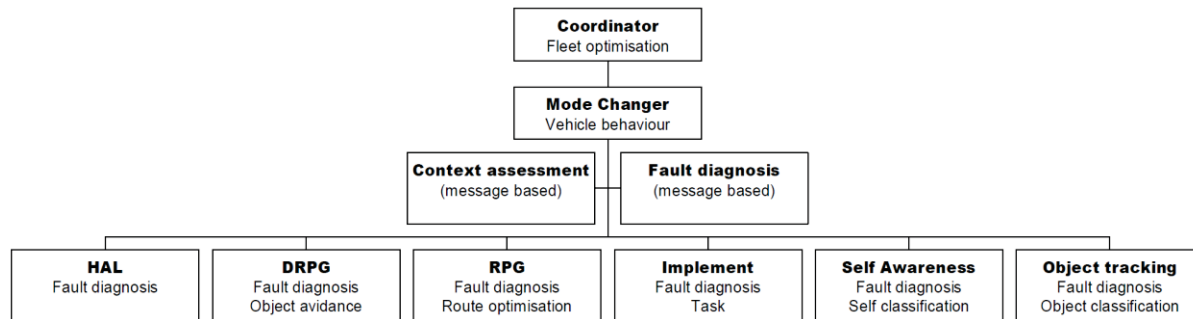 Coordinator
Fleet optimisation
Mode Changer
Vehicle behaviour
Context assessment
(message based)
Fault diagnosis
(message based)
HAL
Fault diagnosis
DRPG
Fault diagnosis
Object avidance
RPG
Fault diagnosis
Route optimisation
Implement
Fault diagnosis
Task
Self Awareness
Fault diagnosis
Self classification
Object tracking
Fault diagnosis
Object classification